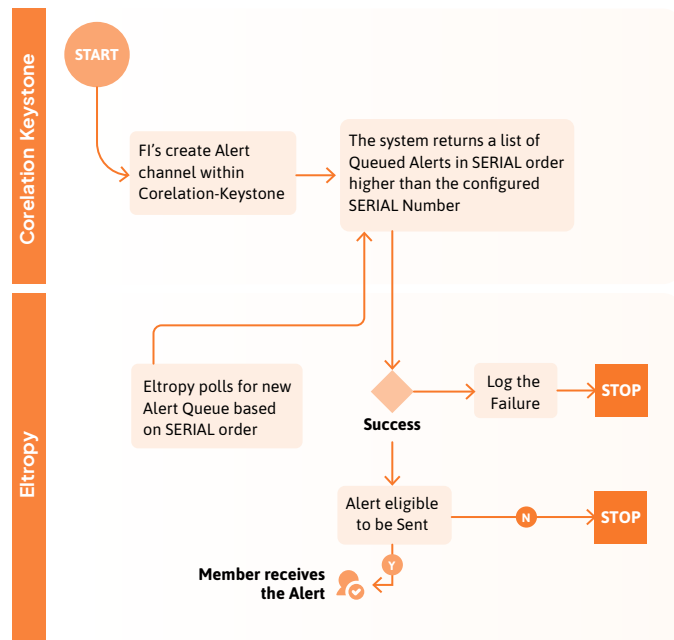 Corelation Keystone
START
FI's create Alert
channel within
Corelation-Keystone
The system returns a list of
Queued Alerts in SERIAL order
higher than the configured
SERIAL Number
Eltropy
Eltropy polls for new
Alert Queue based
on SERIAL order
Success
Log the
Failure
STOP
Alert eligible
to be Sent
N
STOP
Y
Member receives
the Alert